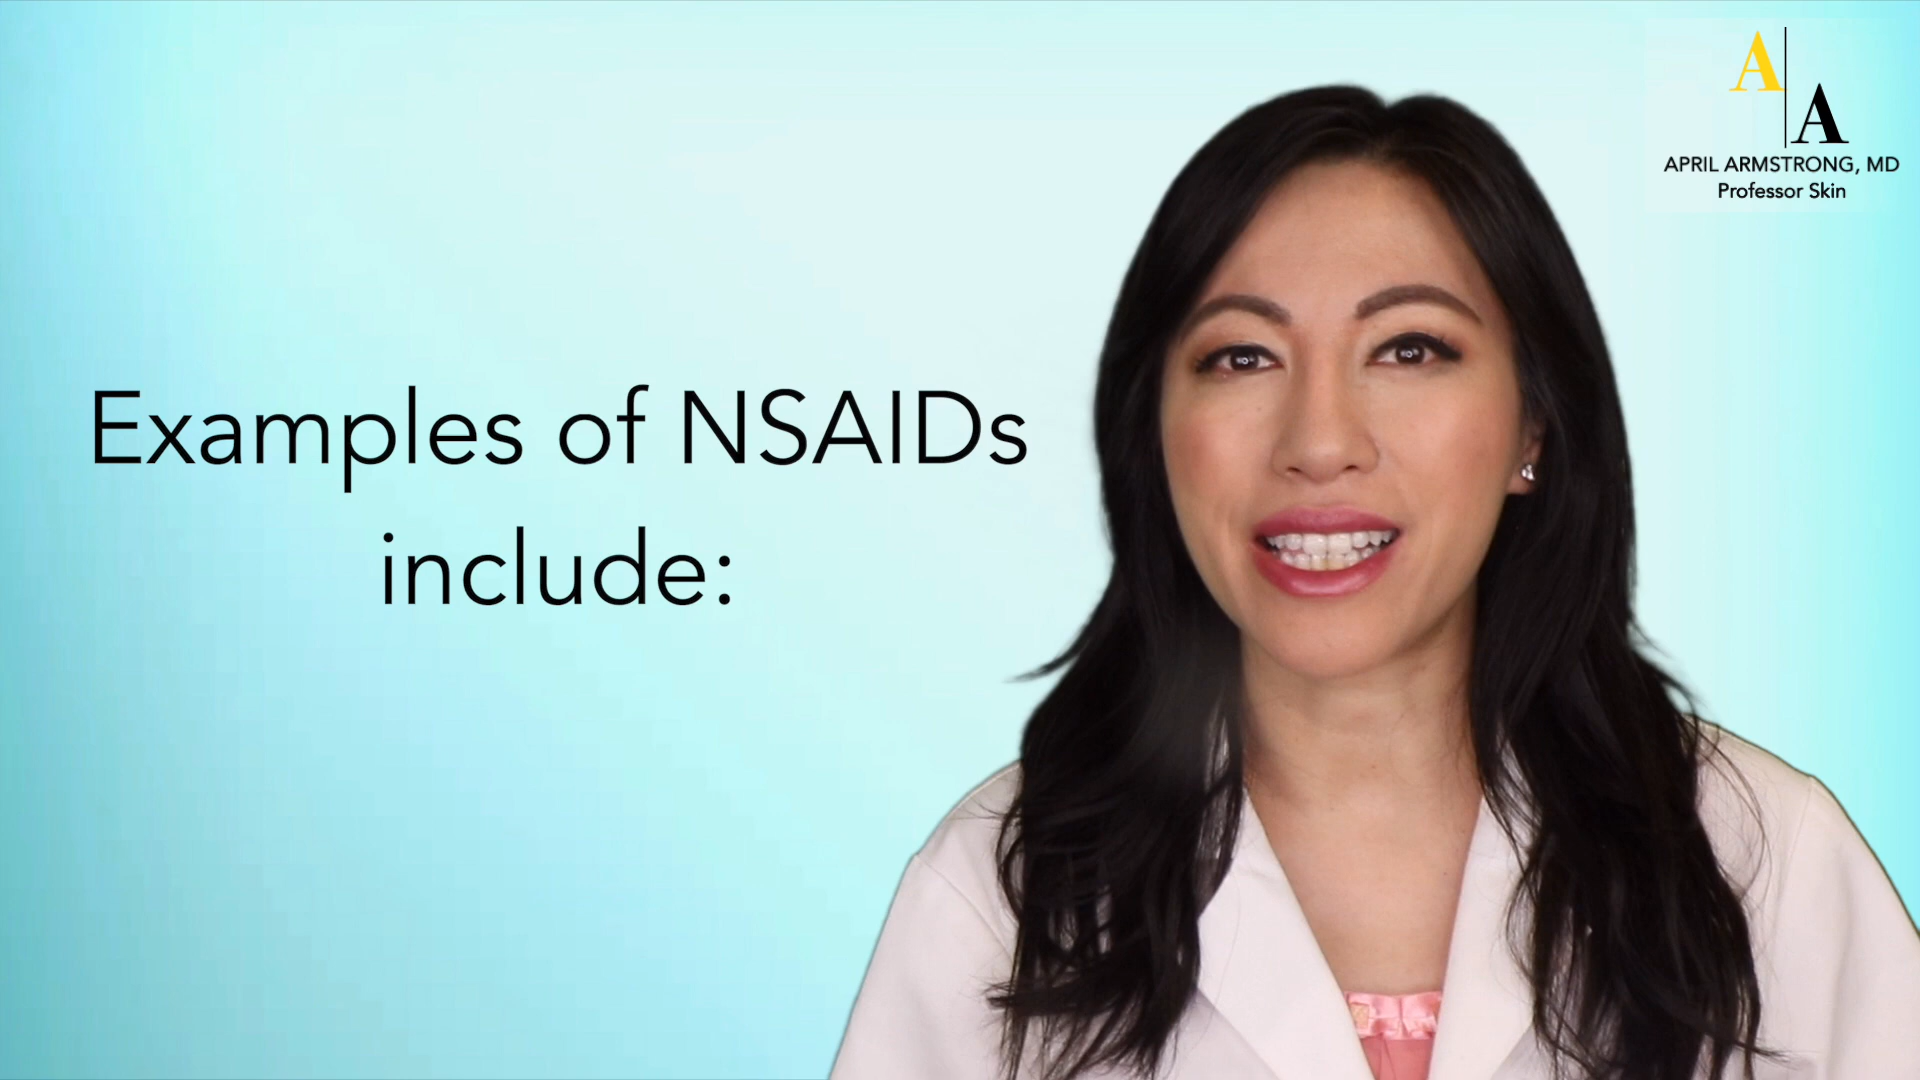 Examples of NSAIDs
include:
A
A
APRIL ARMSTRONG, MD
Professor Skin